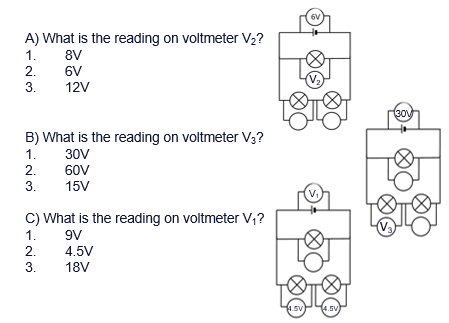 A) What is the reading on voltmeter V₂?
1. 8V
2. 6V
3. 12V
B) What is the reading on voltmeter V₃?
1. 30V
2. 60V
3. 15V
C) What is the reading on voltmeter V₁?
1. 9V
2. 4.5V
3. 18V
6V
V₂
30V
V₃
V₁
4.5V 4.5V